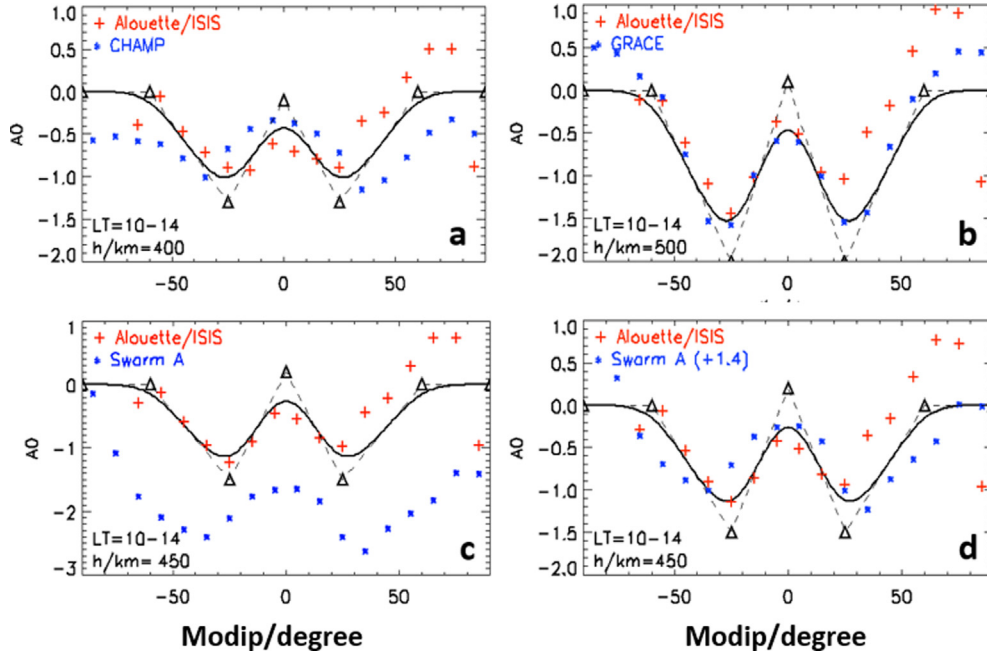 + Alouette/ISIS
* CHAMP
1.0
0.5
0.0
-0.5
-1.0
-1.5
-2.0
A0
LT=10-14
h/km=400
a
-50 0 50
+ Alouette/ISIS
* GRACE
1.0
0.5
0.0
-0.5
-1.0
-1.5
-2.0
A0
LT=10-14
h/km=500
b
-50 0 50
+ Alouette/ISIS
* Swarm A
1
0
-1
-2
-3
A0
LT=10-14
h/km= 450
c
-50 0 50
Modip/degree
+ Alouette/ISIS
* Swarm A (+1.4)
1.0
0.5
0.0
-0.5
-1.0
-1.5
-2.0
A0
LT=10-14
h/km=450
d
-50 0 50
Modip/degree